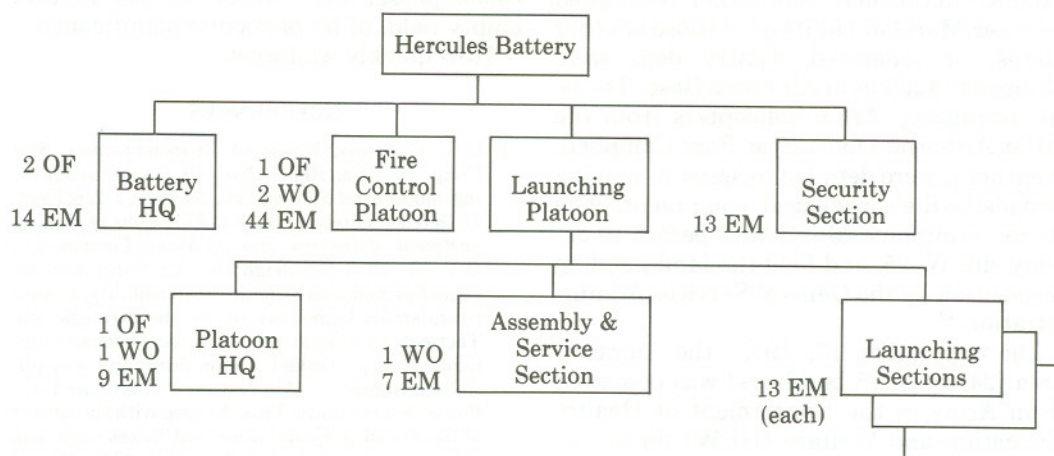 Hercules Battery
2 OF
14 EM
Battery
HQ
1 OF
2 WO
44 EM
Fire
Control
Platoon
Launching
Platoon
13 EM
Security
Section
1 OF
1 WO
9 EM
Platoon
HQ
1 WO
7 EM
Assembly &
Service
Section
13 EM
(each)
Launching
Sections